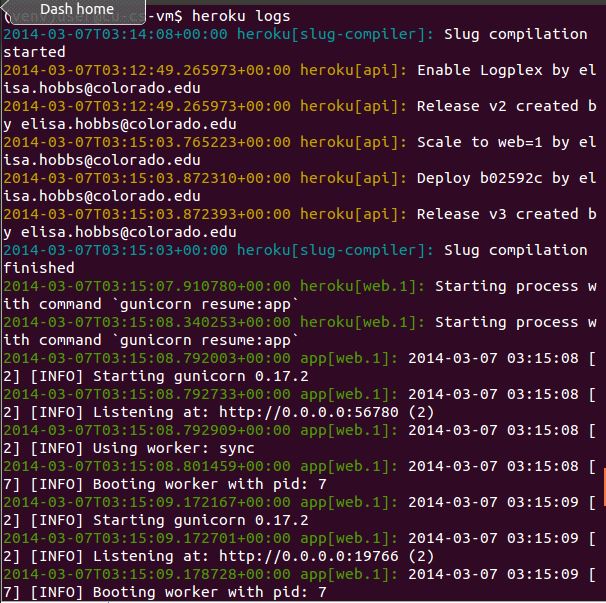 Dash home
(venv)user@cu-cs-vm$ heroku logs
2014-03-07T03:14:08+00:00 heroku[slug-compiler]: Slug compilation
started
2014-03-07T03:12:49.265973+00:00 heroku[api]: Enable Logplex by el
isa.hobbs@colorado.edu
2014-03-07T03:12:49.265973+00:00 heroku[api]: Release v2 created b
y elisa.hobbs@colorado.edu
2014-03-07T03:15:03.765223+00:00 heroku[api]: Scale to web=1 by el
isa.hobbs@colorado.edu
2014-03-07T03:15:03.872310+00:00 heroku[api]: Deploy b02592c by el
isa.hobbs@colorado.edu
2014-03-07T03:15:03.872393+00:00 heroku[api]: Release v3 created b
y elisa.hobbs@colorado.edu
2014-03-07T03:15:03+00:00 heroku[slug-compiler]: Slug compilation
finished
2014-03-07T03:15:07.910780+00:00 heroku[web.1]: Starting process w
ith command `gunicorn resume:app`
2014-03-07T03:15:08.340253+00:00 heroku[web.1]: Starting process w
ith command `gunicorn resume:app`
2014-03-07T03:15:08.792003+00:00 app[web.1]: 2014-03-07 03:15:08 [
2] [INFO] Starting gunicorn 0.17.2
2014-03-07T03:15:08.792733+00:00 app[web.1]: 2014-03-07 03:15:08 [
2] [INFO] Listening at: http://0.0.0.0:56780 (2)
2014-03-07T03:15:08.792909+00:00 app[web.1]: 2014-03-07 03:15:08 [
2] [INFO] Using worker: sync
2014-03-07T03:15:08.801459+00:00 app[web.1]: 2014-03-07 03:15:08 [
7] [INFO] Booting worker with pid: 7
2014-03-07T03:15:09.172167+00:00 app[web.1]: 2014-03-07 03:15:09 [
2] [INFO] Starting gunicorn 0.17.2
2014-03-07T03:15:09.172701+00:00 app[web.1]: 2014-03-07 03:15:09 [
2] [INFO] Listening at: http://0.0.0.0:19766 (2)
2014-03-07T03:15:09.178728+00:00 app[web.1]: 2014-03-07 03:15:09 [
7] [INFO] Booting worker with pid: 7